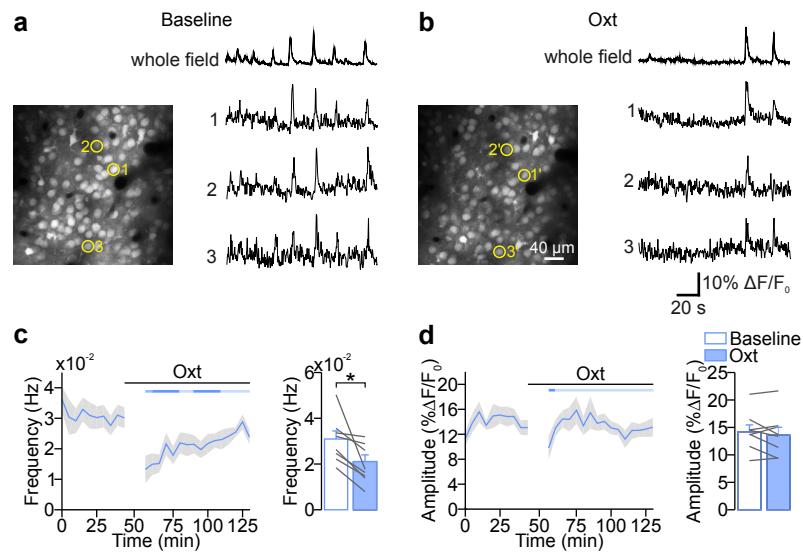 a
Baseline
whole field
1
2
3
2
1
3
b
Oxt
whole field
1
2
3
2'
1'
3'
40 µm
10% ΔF/F0
20 s
c
x10-2
Oxt
Frequency (Hz)
4
3
2
1
0
0
25
50
75
100
125
Time (min)
x10-2
Frequency (Hz)
6
4
2
0
*
d
Oxt
Amplitude (%ΔF/F0)
20
16
12
8
4
0
0
25
50
75
100
125
Time (min)
Baseline
Oxt
Amplitude (%ΔF/F0)
25
20
15
10
5
0